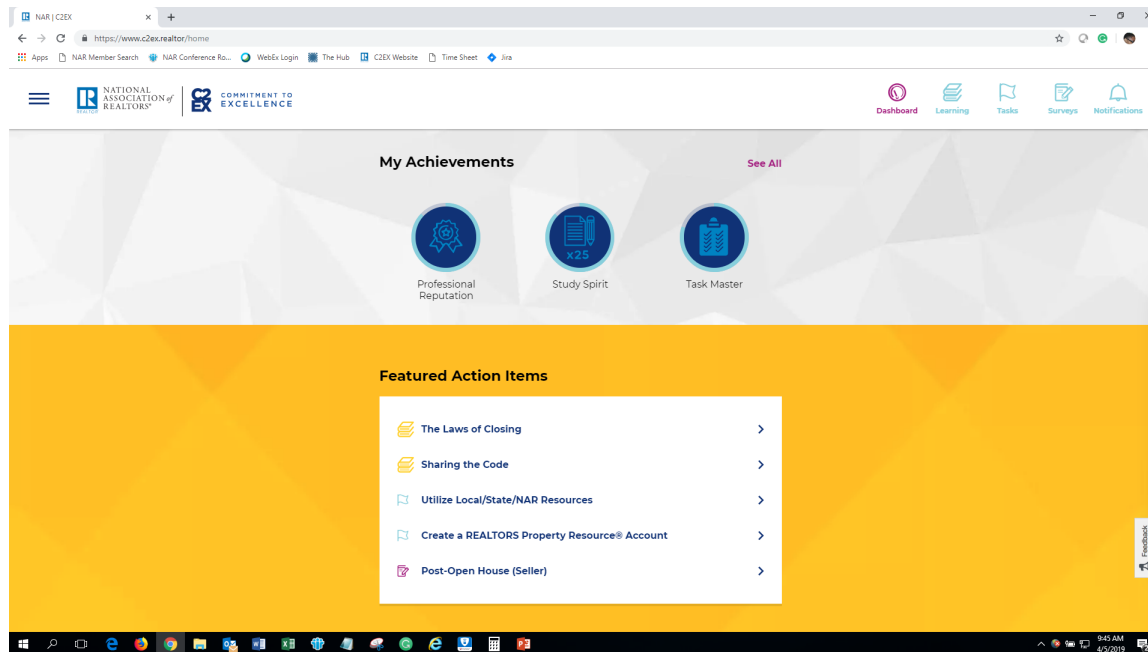 NAR | C2EX
https://www.c2ex.realtor/home
Apps NAR Member Search NAR Conference Ro... WebEx Login The Hub C2EX Website Time Sheet Jira
NATIONAL
ASSOCIATION of
REALTORS®
REALTOR
C2
EX
COMMITMENT TO
EXCELLENCE
Dashboard Learning Tasks Surveys Notifications
My Achievements See All
x25
Professional
Reputation
Study Spirit
Task Master
Featured Action Items
The Laws of Closing
Sharing the Code
Utilize Local/State/NAR Resources
Create a REALTORS Property Resource® Account
Post-Open House (Seller)
Feedback
9:45 AM
4/5/2019